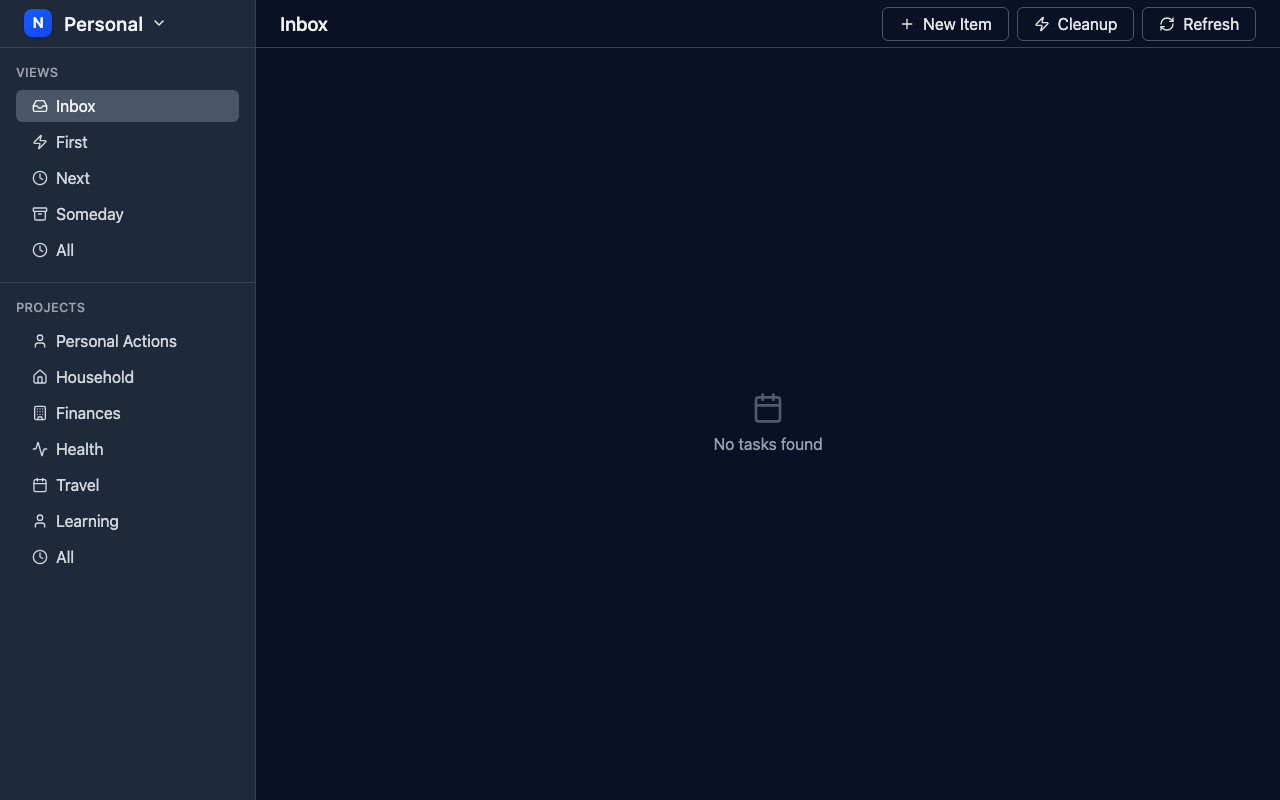 N Personal
Inbox
New Item
Cleanup
Refresh
VIEWS
Inbox
First
Next
Someday
All
PROJECTS
Personal Actions
Household
Finances
Health
Travel
Learning
All
No tasks found